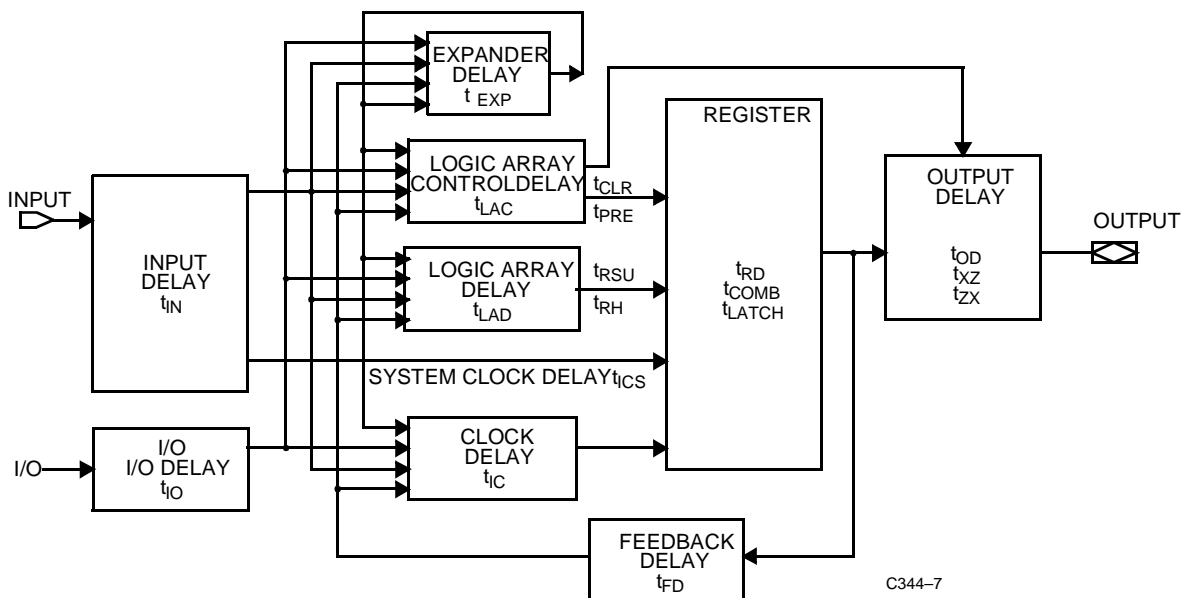 EXPANDER
DELAY
t EXP
REGISTER
LOGIC ARRAY
CONTROLDELAY
tLAC
tCLR
tPRE
OUTPUT
DELAY
tOD
tXZ
tZX
INPUT
OUTPUT
INPUT
DELAY
tIN
LOGIC ARRAY
DELAY
tLAD
tRSU
tRH
tRD
tCOMB
tLATCH
SYSTEM CLOCK DELAYtICS
I/O
I/O
I/O DELAY
tIO
CLOCK
DELAY
tIC
FEEDBACK
DELAY
tFD
C344–7